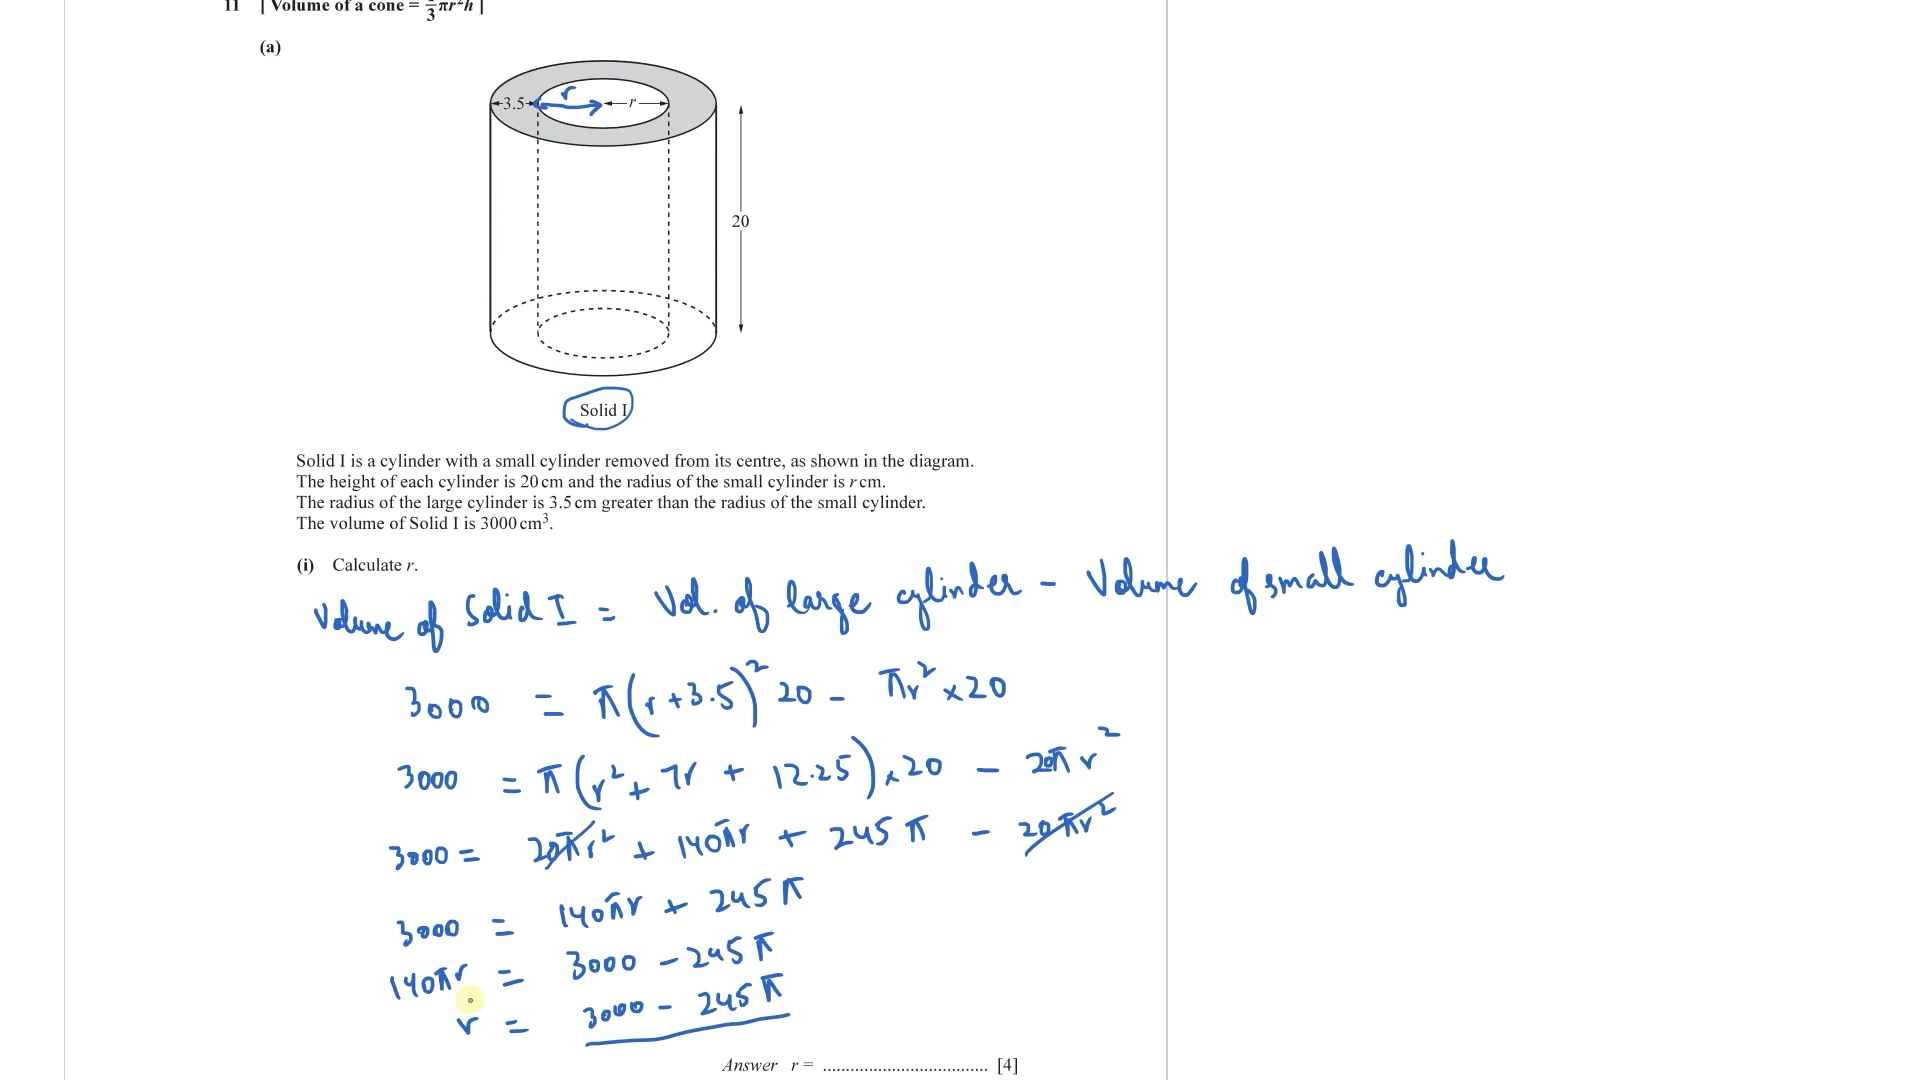 11 [ Volume of a cone = 1/3 πr²h ]
(a)
3.5 r r
20
Solid I
Solid I is a cylinder with a small cylinder removed from its centre, as shown in the diagram.
The height of each cylinder is 20 cm and the radius of the small cylinder is r cm.
The radius of the large cylinder is 3.5 cm greater than the radius of the small cylinder.
The volume of Solid I is 3000 cm³.
(i) Calculate r.
Volume of Solid I = Vol. of large cylinder - Volume of small cylinder
3000 = π(r+3.5)² 20 - πr² x 20
3000 = π(r² + 7r + 12.25) x 20 - 20πr²
3000 = 20πr² + 140πr + 245π - 20πr²
3000 = 140πr + 245π
140πr = 3000 - 245π
r = 3000 - 245π
Answer r = .................................... [4]